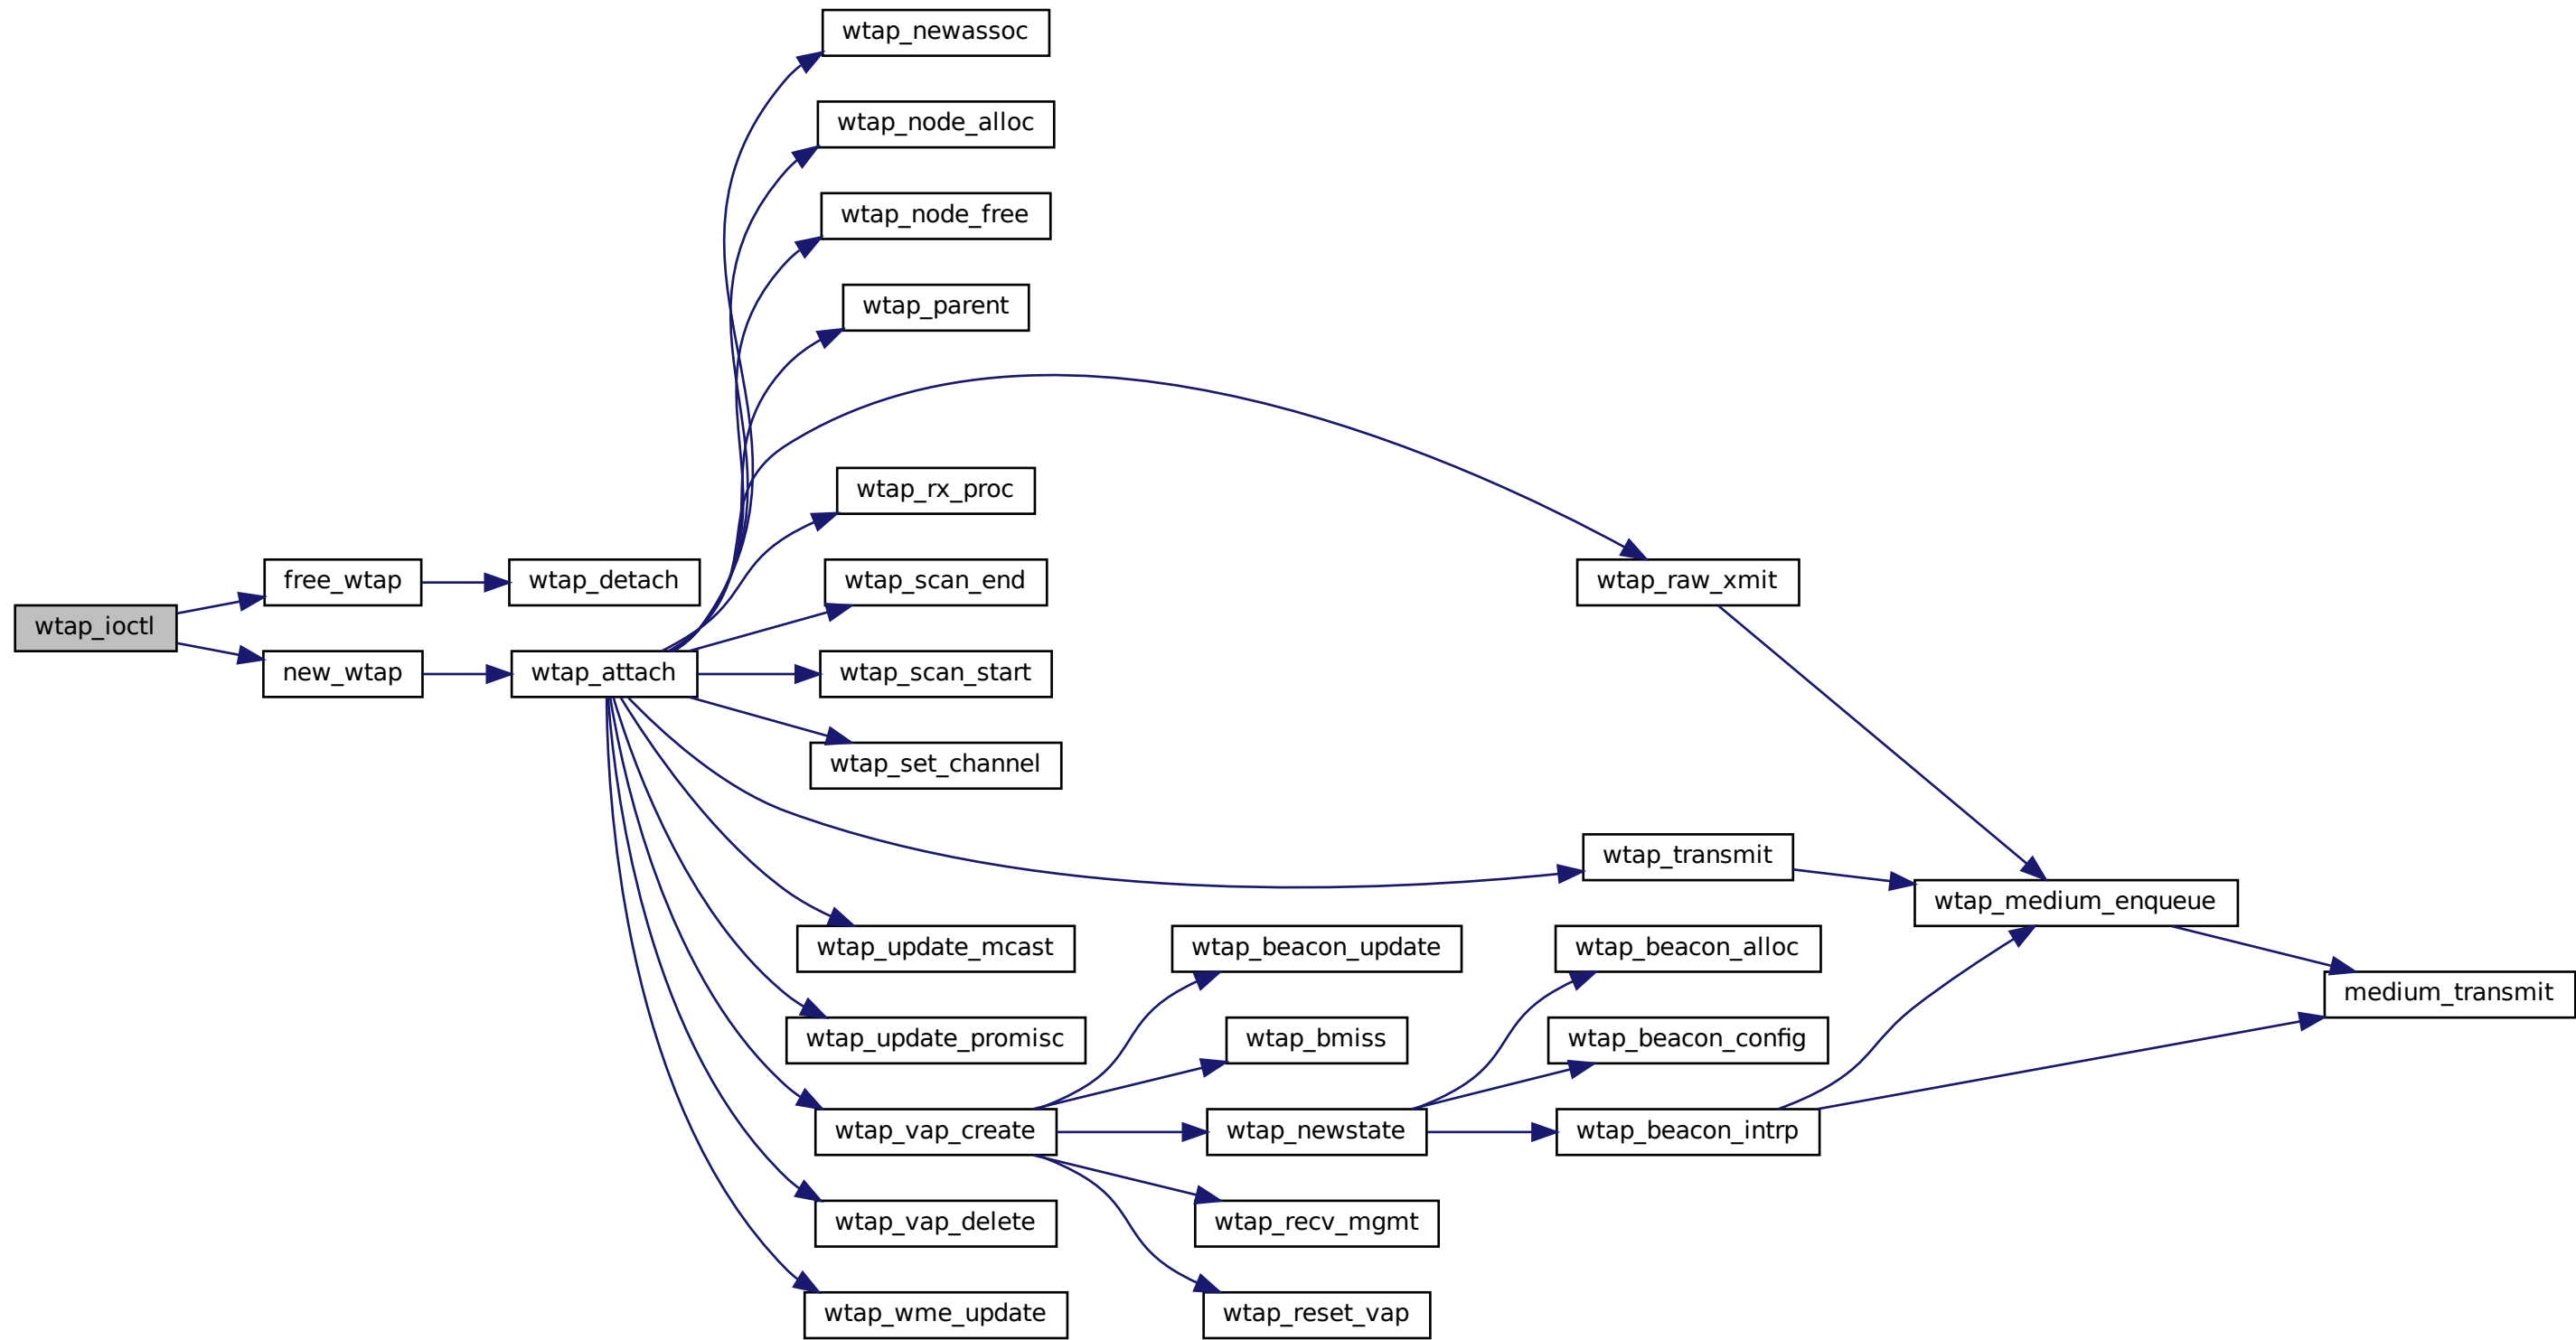 wtap_newassoc
wtap_node_alloc
wtap_node_free
wtap_parent
wtap_rx_proc
free_wtap
wtap_detach
wtap_scan_end
wtap_raw_xmit
wtap_ioctl
new_wtap
wtap_attach
wtap_scan_start
wtap_set_channel
wtap_transmit
wtap_medium_enqueue
wtap_update_mcast
wtap_beacon_update
wtap_beacon_alloc
medium_transmit
wtap_update_promisc
wtap_bmiss
wtap_beacon_config
wtap_vap_create
wtap_newstate
wtap_beacon_intrp
wtap_vap_delete
wtap_recv_mgmt
wtap_wme_update
wtap_reset_vap